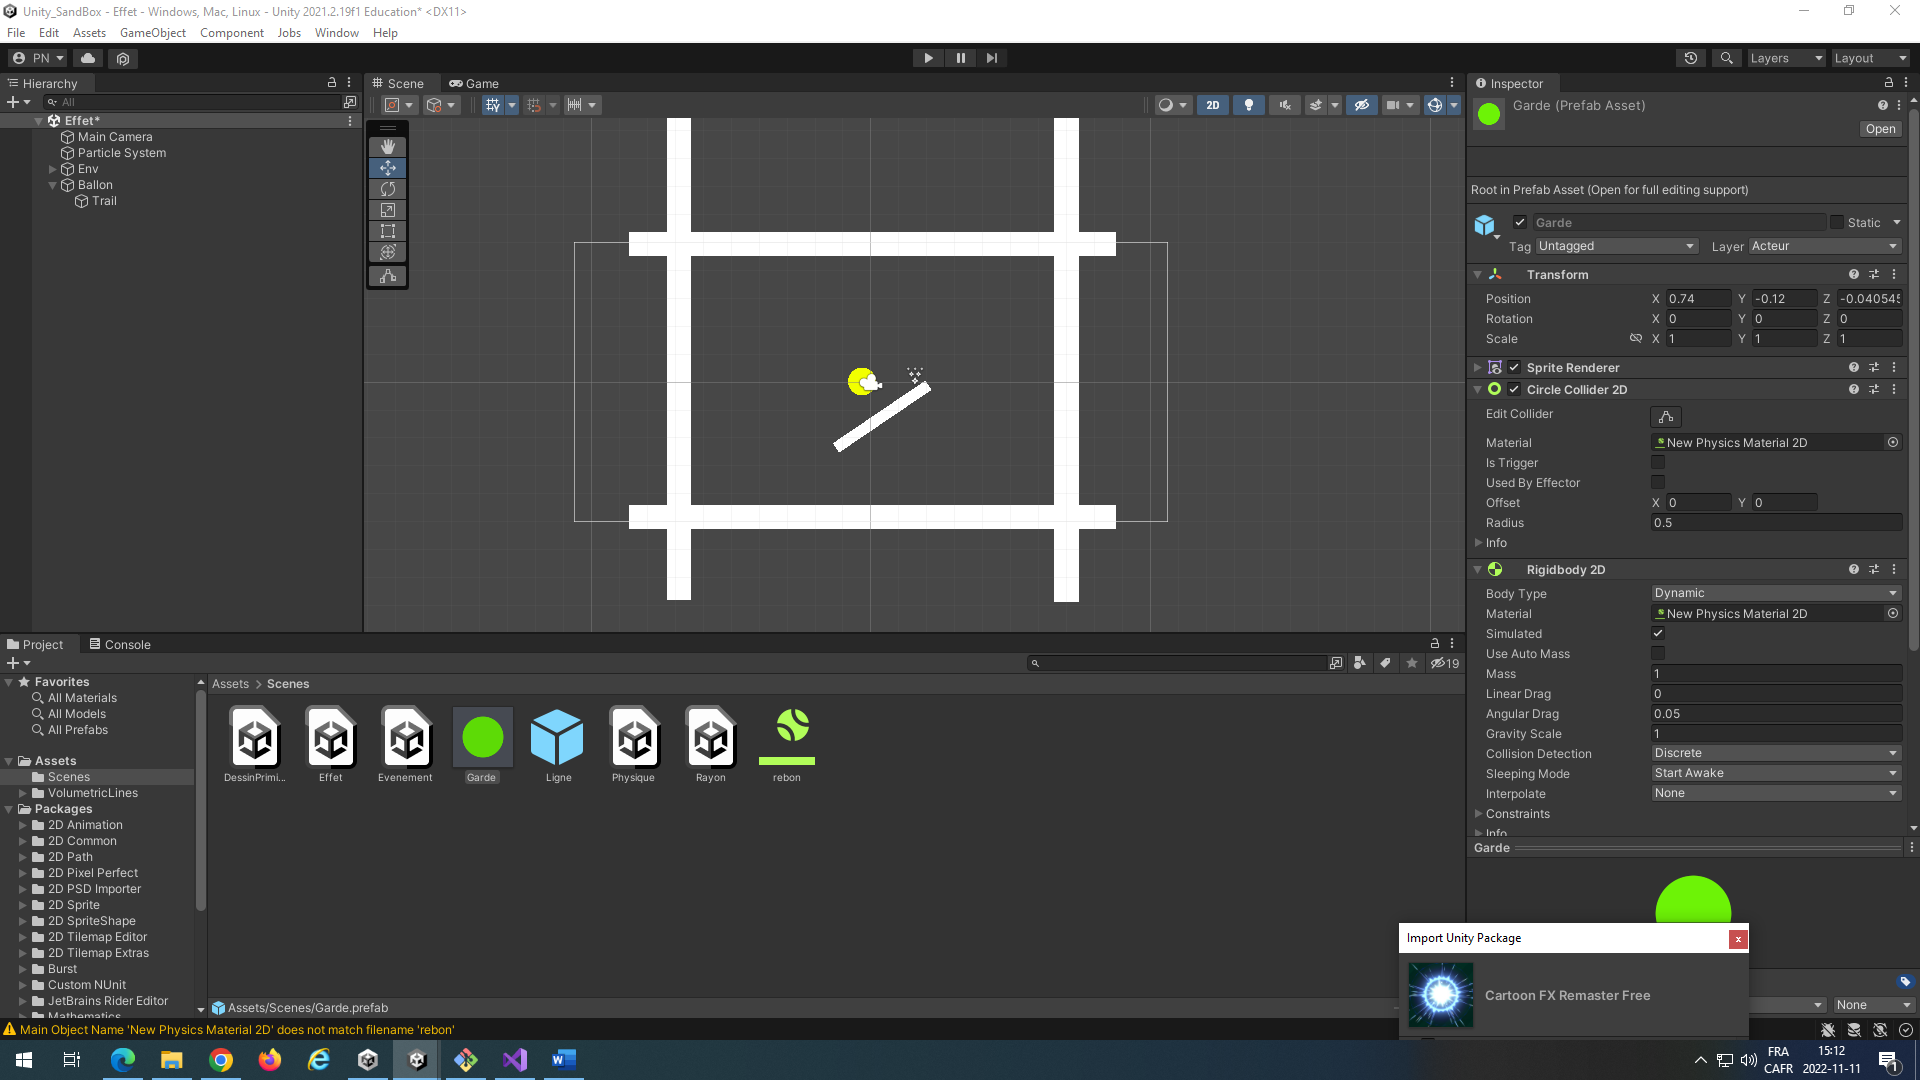 Unity_SandBox - Effet - Windows, Mac, Linux - Unity 2021.2.19f1 Education* <DX11>
File Edit Assets GameObject Component Jobs Window Help
PN Layers Layout
Hierarchy
All
Effet*
Main Camera
Particle System
Env
Ballon
Trail
Scene Game
2D
Inspector
Garde (Prefab Asset)
Open
Root in Prefab Asset (Open for full editing support)
Garde Static
Tag Untagged Layer Acteur
Transform
Position X 0.74 Y -0.12 Z -0.040545
Rotation X 0 Y 0 Z 0
Scale X 1 Y 1 Z 1
Sprite Renderer
Circle Collider 2D
Edit Collider
Material New Physics Material 2D
Is Trigger
Used By Effector
Offset X 0 Y 0
Radius 0.5
Info
Rigidbody 2D
Body Type Dynamic
Material New Physics Material 2D
Simulated
Use Auto Mass
Mass 1
Linear Drag 0
Angular Drag 0.05
Gravity Scale 1
Collision Detection Discrete
Sleeping Mode Start Awake
Interpolate None
Constraints
Info
Garde
None
Project Console
19
Favorites
All Materials
All Models
All Prefabs
Assets
Scenes
VolumetricLines
Packages
2D Animation
2D Common
2D Path
2D Pixel Perfect
2D PSD Importer
2D Sprite
2D SpriteShape
2D Tilemap Editor
2D Tilemap Extras
Burst
Custom NUnit
JetBrains Rider Editor
Mathematics
Assets > Scenes
DessinPrimi... Effet Evenement Garde Ligne Physique Rayon rebon
Assets/Scenes/Garde.prefab
Import Unity Package
x
Cartoon FX Remaster Free
Main Object Name 'New Physics Material 2D' does not match filename 'rebon'
FRA
CAFR
15:12
2022-11-11
1